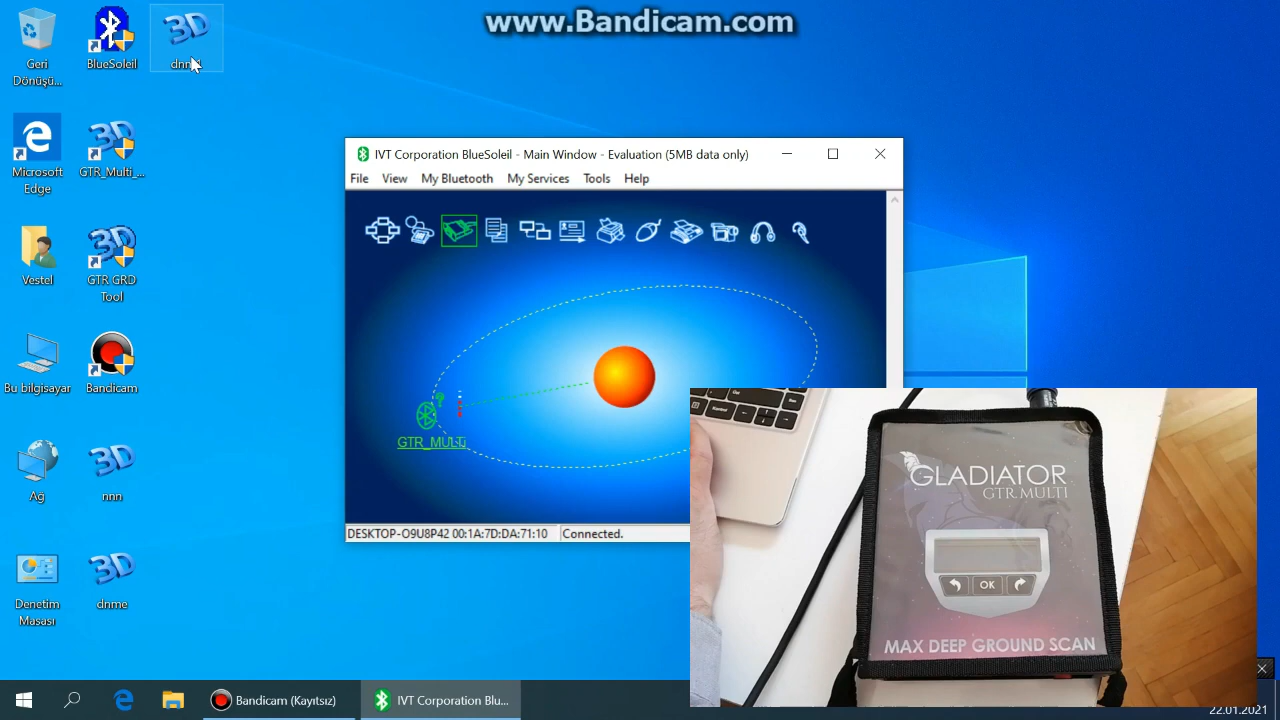 www.Bandicam.com
Geri
Dönüşü...
BlueSoleil
Microsoft
Edge
GTR_Multi_...
Vestel
GTR GRD
Tool
Bu bilgisayar
Bandicam
Ağ
nnn
Denetim
Masası
dnme
IVT Corporation BlueSoleil - Main Window - Evaluation (5MB data only)
File View My Bluetooth My Services Tools Help
GTR_MULTi
DESKTOP-O9U8P42 00:1A:7D:DA:71:10 Connected.
GLADIATOR
GTR MULTI
OK
MAX DEEP GROUND SCAN
Bandicam (Kayıtsız)
IVT Corporation Blu...
22.01.2021